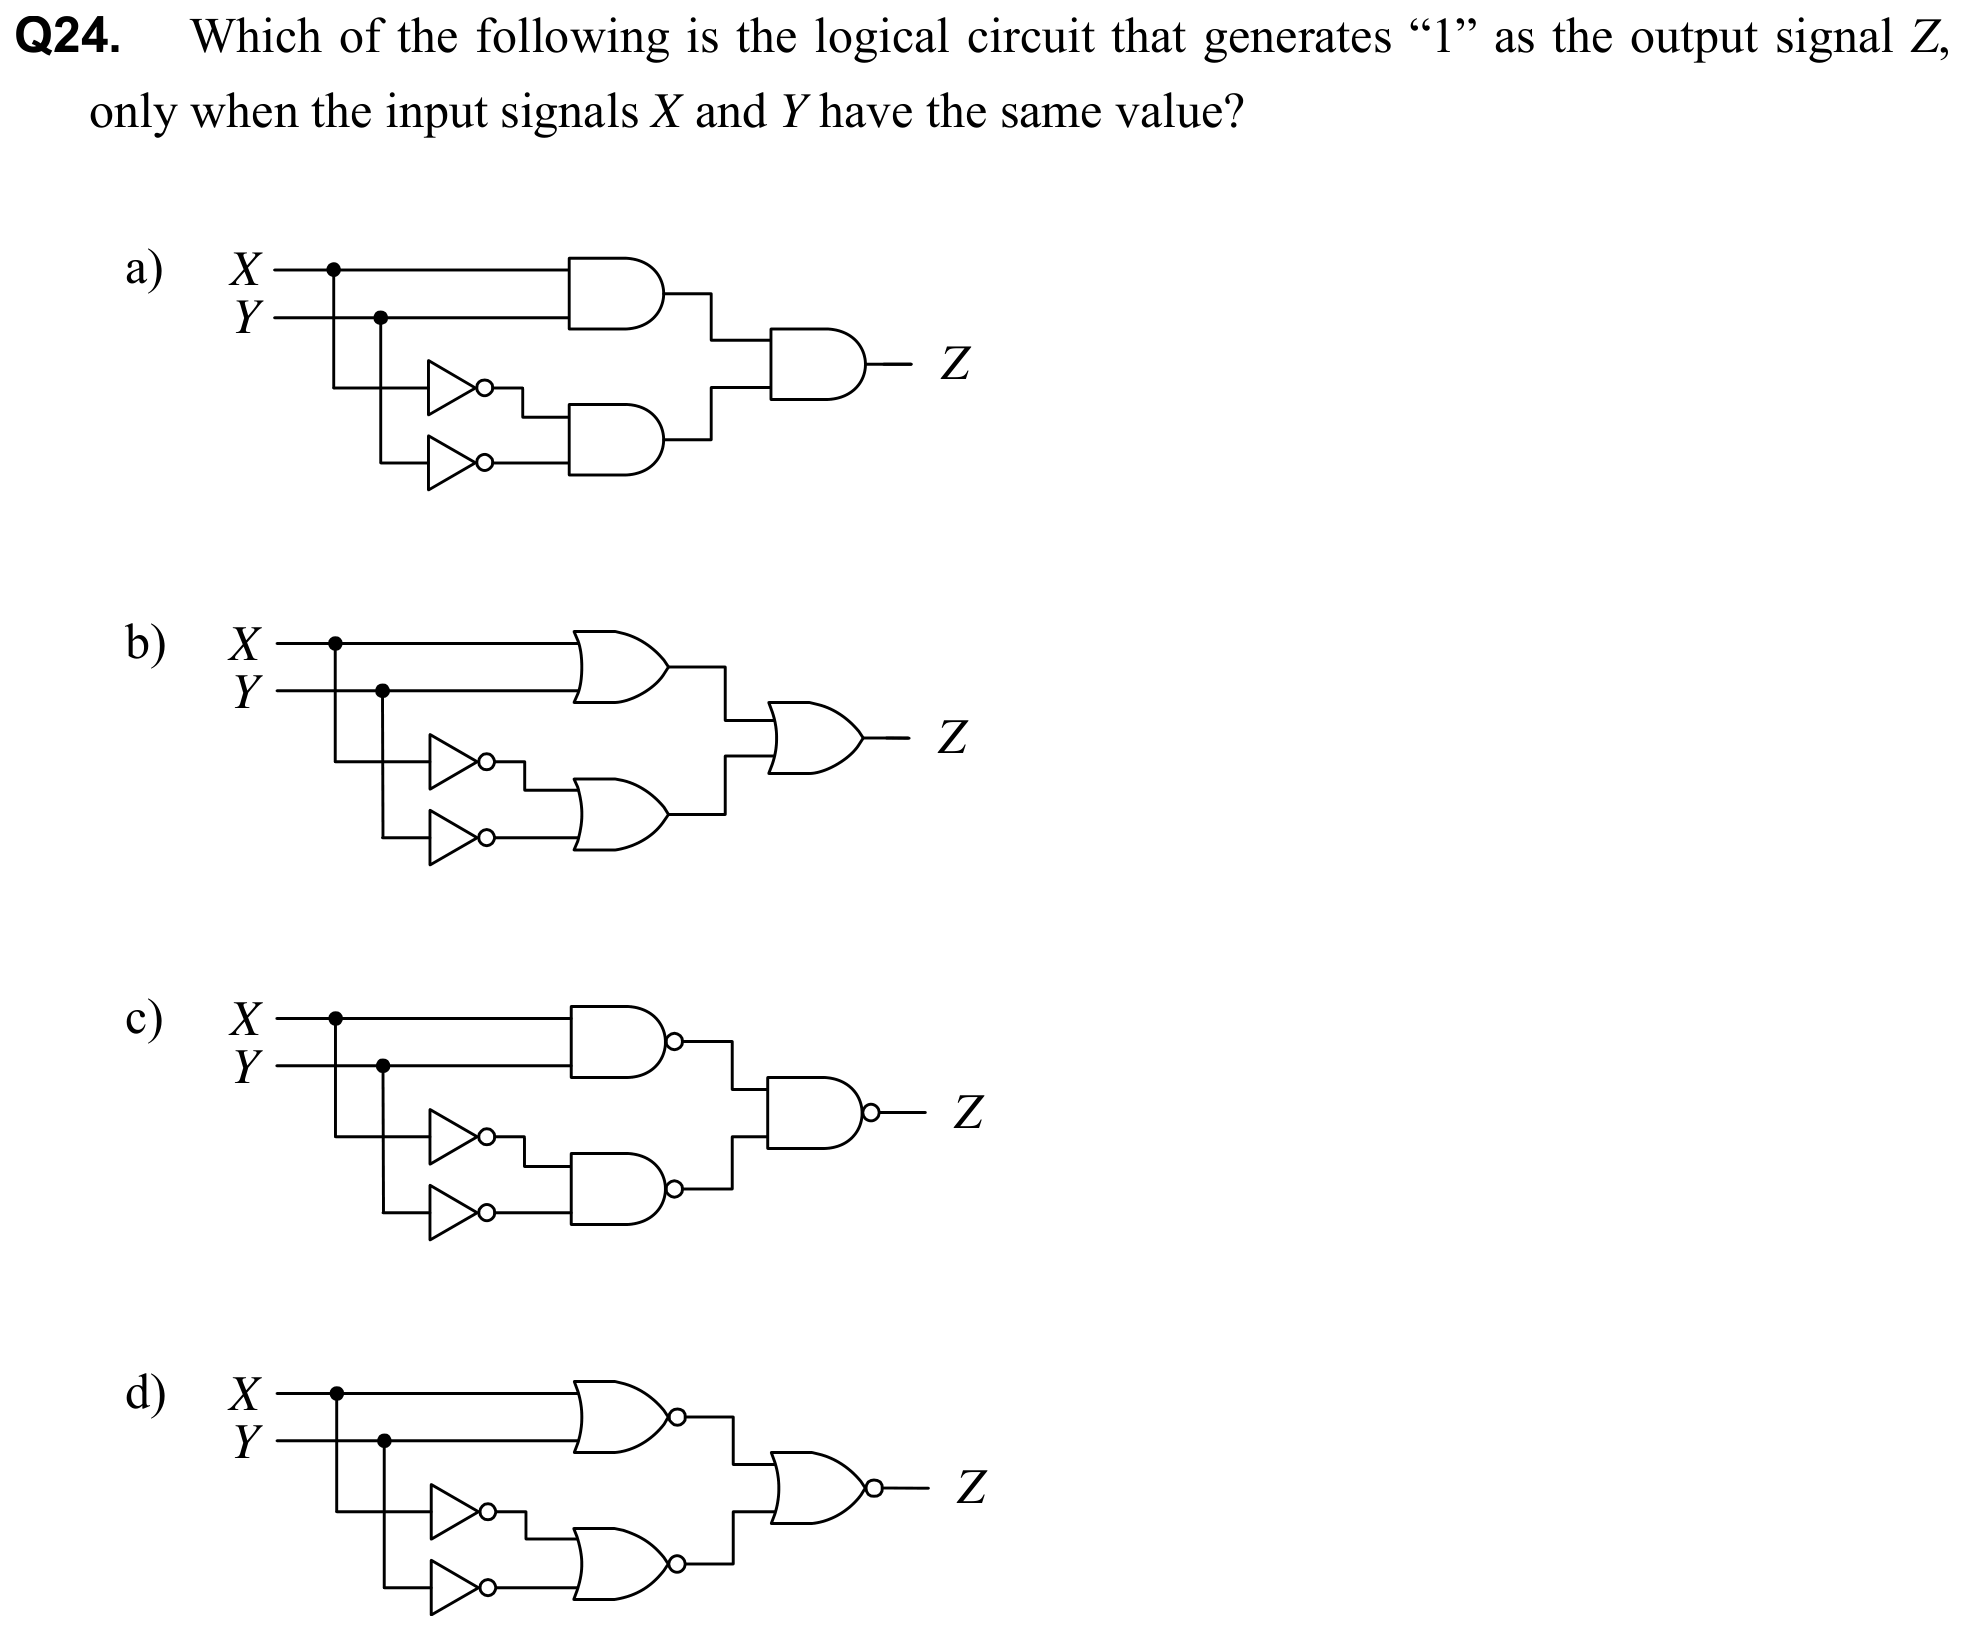 Q24. Which of the following is the logical circuit that generates “1” as the output signal Z,
only when the input signals X and Y have the same value?
a) X
Y
Z
b) X
Y
Z
c) X
Y
Z
d) X
Y
Z